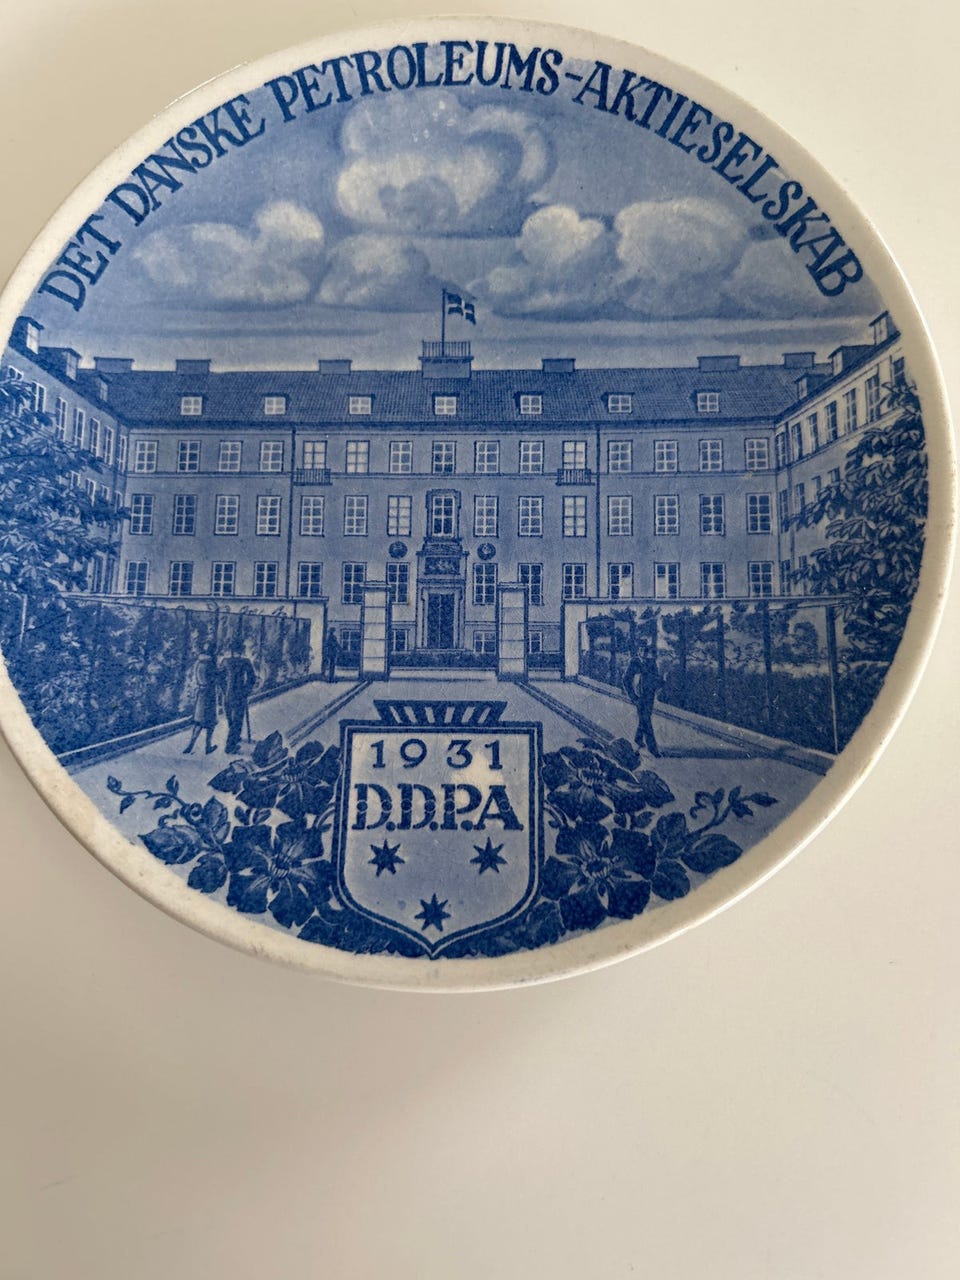 DET DANSKE PETROLEUMS-AKTIESELSKAB
1931
D.D.P.A